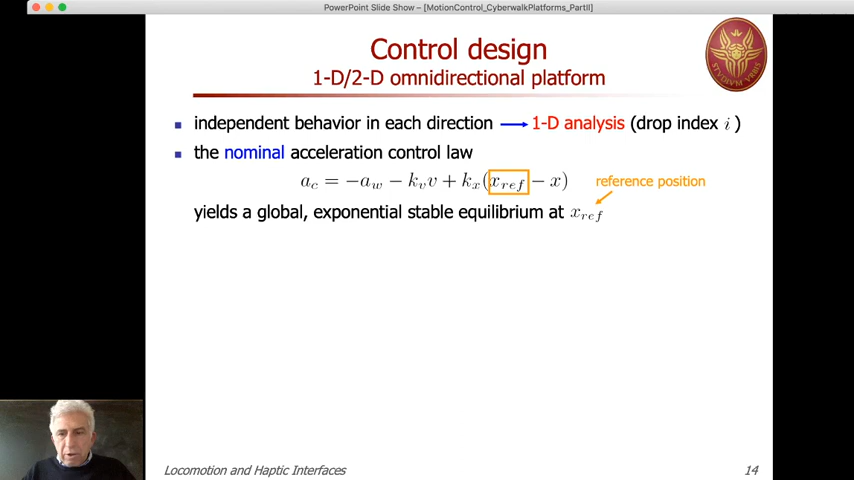 PowerPoint Slide Show - [MotionControl_CyberwalkPlatforms_PartII]
Control design
1-D/2-D omnidirectional platform
STVDIVM VRBIS
independent behavior in each direction → 1-D analysis (drop index i )
the nominal acceleration control law
a_c = −a_w − k_v v + k_x(x_ref − x)
reference position
yields a global, exponential stable equilibrium at x_ref
Locomotion and Haptic Interfaces
14